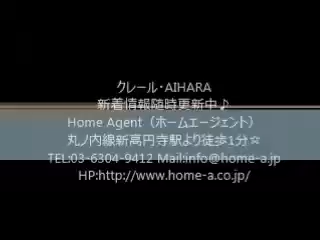 クレール･AIHARA
新着情報随時更新中♪
Home Agent（ホームエージェント）
丸ノ内線新高円寺駅より徒歩1分☆
TEL:03-6304-9412 Mail:info@home-a.jp
HP:http://www.home-a.co.jp/